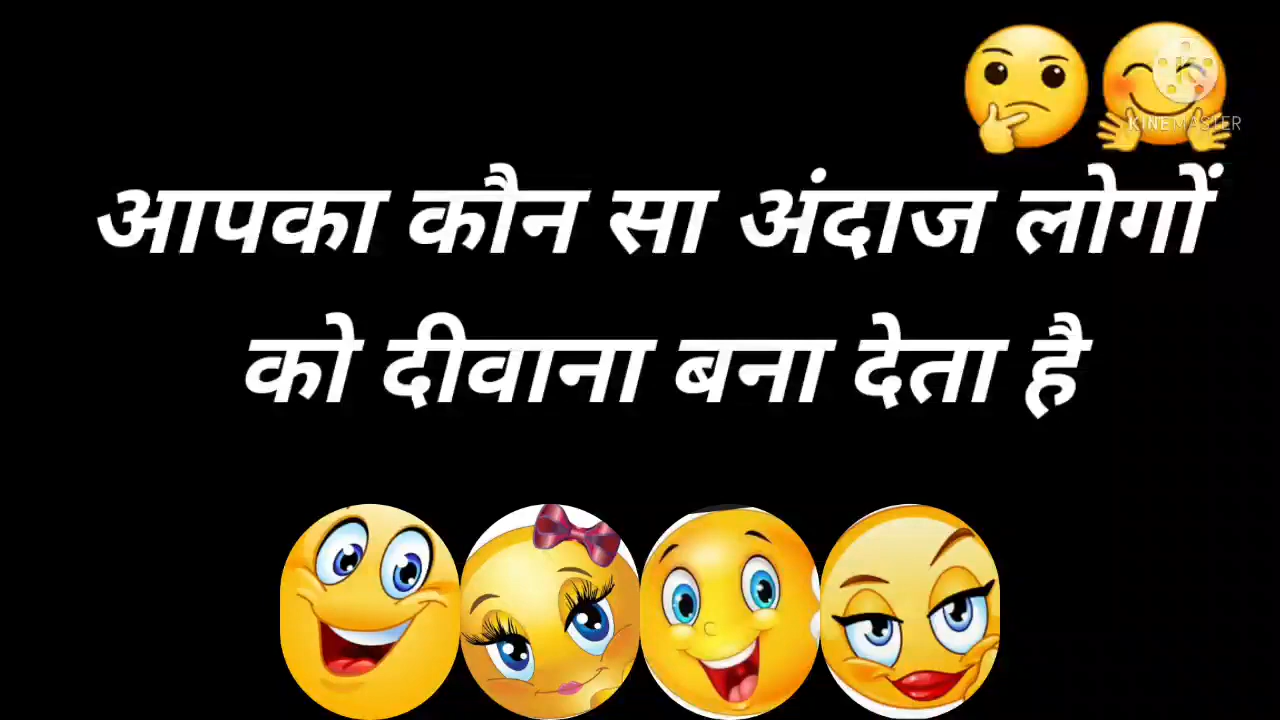 KINEMASTER
आपका कौन सा अंदाज लोगों
को दीवाना बना देता है